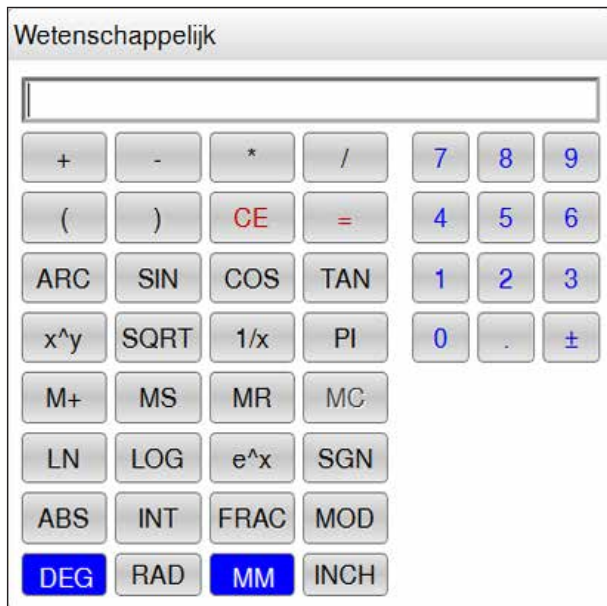 Wetenschappelijk
+ - * / 7 8 9
( ) CE = 4 5 6
ARC SIN COS TAN 1 2 3
x^y SQRT 1/x PI 0 . ±
M+ MS MR MC
LN LOG e^x SGN
ABS INT FRAC MOD
DEG RAD MM INCH